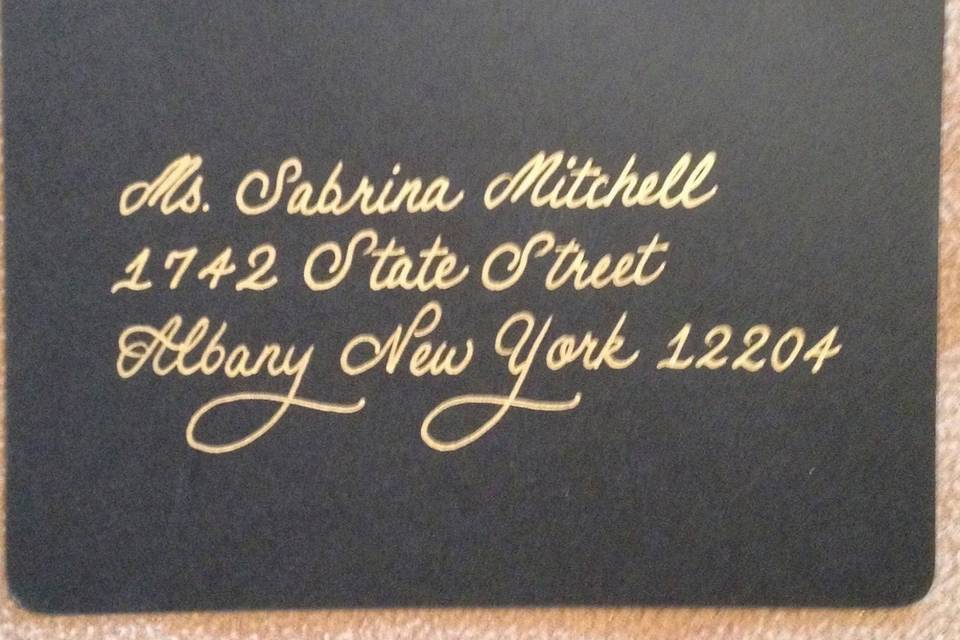 Ms. Sabrina Mitchell
1742 State Street
Albany New York 12204